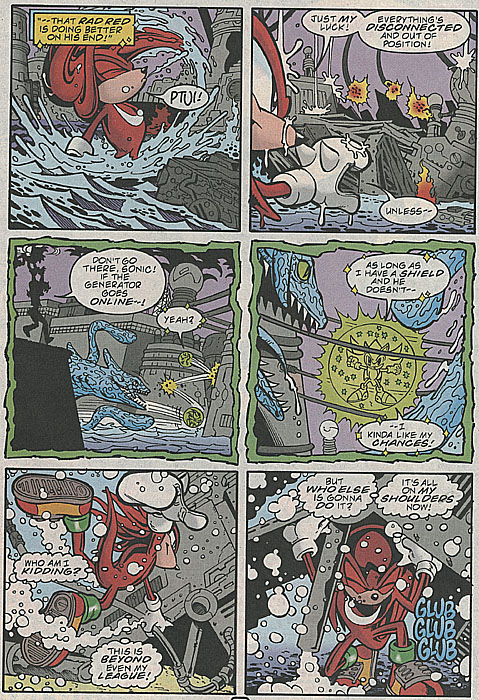 "--THAT RAD RED
IS DOING BETTER
ON HIS END!"
PTUI!
JUST MY
LUCK!
EVERYTHING'S
DISCONNECTED
AND OUT OF
POSITION!
UNLESS--
DON'T GO
THERE, SONIC!
IF THE
GENERATOR
GOES
ONLINE--!
YEAH?
AS LONG AS
I HAVE A SHIELD
AND HE
DOESN'T--
--I
KINDA LIKE MY
CHANCES!
WHO AM I
KIDDING?
THIS IS
BEYOND
EVEN MY
LEAGUE!
BUT
WHO ELSE
IS GONNA
DO IT?
IT'S ALL
ON MY
SHOULDERS
NOW!
GLUB
GLUB
GLUB